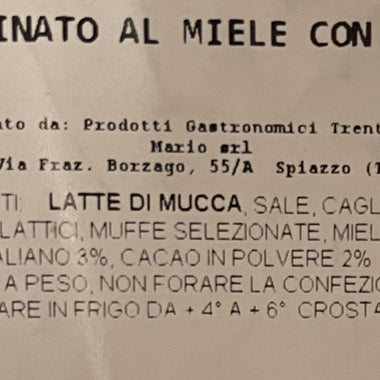 INATO AL MIELE CON
to da: Prodotti Gastronomici Trent
Mario srl
Via Fraz. Borzago, 55/A Spiazzo (T
TI: LATTE DI MUCCA, SALE, CAGL
LATTICI, MUFFE SELEZIONATE, MIEL
ALIANO 3%, CACAO IN POLVERE 2%
A PESO, NON FORARE LA CONFEZIO
ARE IN FRIGO DA + 4° A + 6° CROSTA